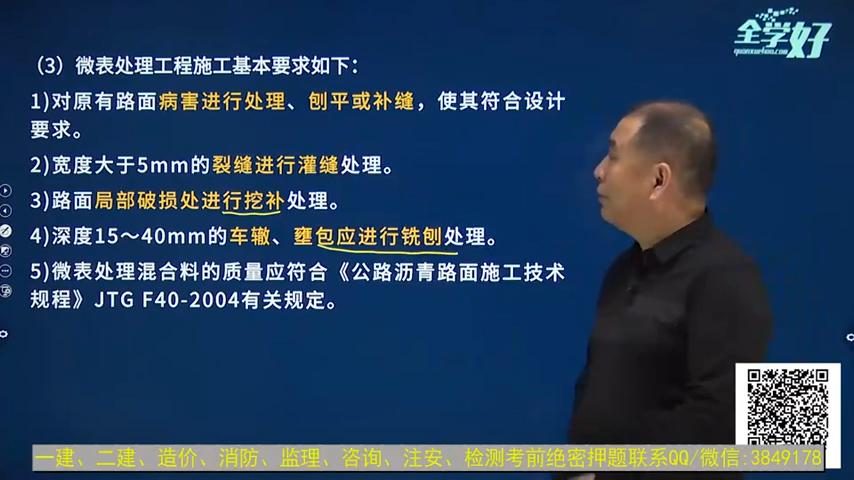 全学好
quanxuehao.com
（3）微表处理工程施工基本要求如下：
1)对原有路面病害进行处理、刨平或补缝，使其符合设计
要求。
2)宽度大于5mm的裂缝进行灌缝处理。
3)路面局部破损处进行挖补处理。
4)深度15～40mm的车辙、壅包应进行铣刨处理。
5)微表处理混合料的质量应符合《公路沥青路面施工技术
规程》JTG F40-2004有关规定。
一建、二建、造价、消防、监理、咨询、注安、检测考前绝密押题联系QQ/微信:3849178